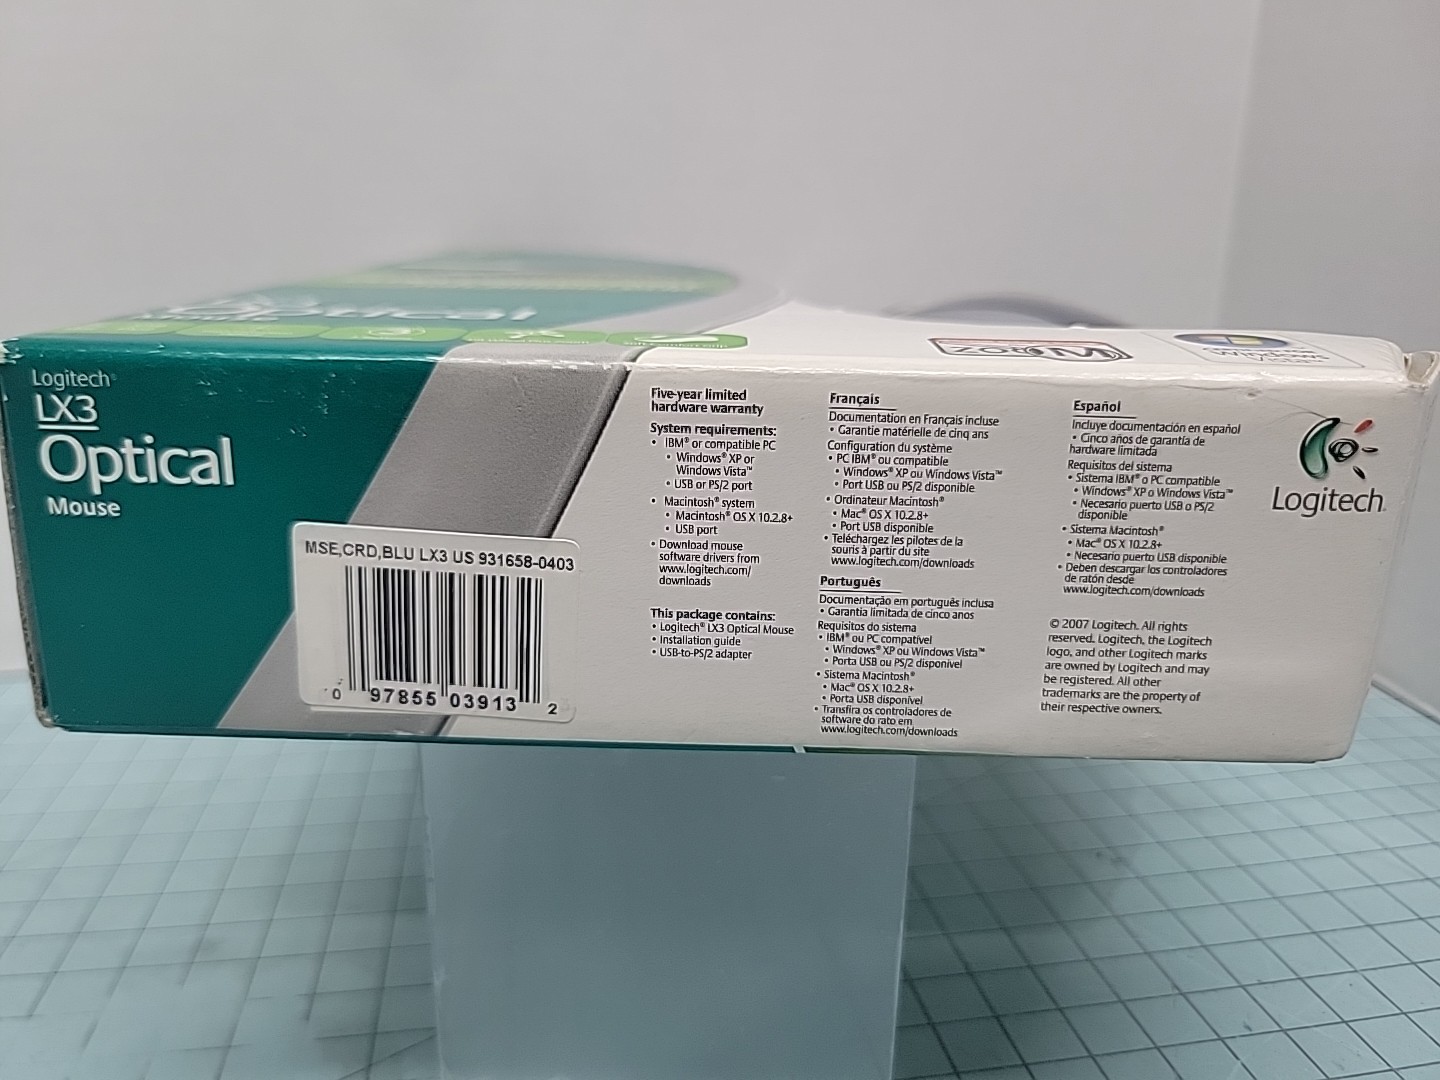 Optical
Logitech®
LX3
Optical
Mouse
MSE,CRD,BLU LX3 US 931658-0403
0 97855 03913 2
Five-year limited
hardware warranty
System requirements:
• IBM® or compatible PC
• Windows® XP or
Windows Vista™
• USB or PS/2 port
• Macintosh® system
• Macintosh® OS X 10.2.8+
• USB port
• Download mouse
software drivers from
www.logitech.com/
downloads
This package contains:
• Logitech® LX3 Optical Mouse
• Installation guide
• USB-to-PS/2 adapter
Français
Documentation en Français incluse
• Garantie matérielle de cinq ans
Configuration du système
• PC IBM® ou compatible
• Windows® XP ou Windows Vista™
• Port USB ou PS/2 disponible
• Ordinateur Macintosh®
• Mac® OS X 10.2.8+
• Port USB disponible
• Teléchargez les pilotes de la
souris à partir du site
www.logitech.com/downloads
Português
Documentação em português inclusa
• Garantia limitada de cinco anos
Requisitos do sistema
• IBM® ou PC compatível
• Windows® XP ou Windows Vista™
• Porta USB ou PS/2 disponível
• Sistema Macintosh®
• Mac® OS X 10.2.8+
• Porta USB disponível
• Transfira os controladores de
software do rato em
www.logitech.com/downloads
Español
Incluye documentación en español
• Cinco años de garantía de
hardware limitada
Requisitos del sistema
• Sistema IBM® o PC compatible
• Windows® XP o Windows Vista™
• Necesario puerto USB o PS/2
disponible
• Sistema Macintosh®
• Mac® OS X 10.2.8+
• Necesario puerto USB disponible
• Deben descargar los controladores
de ratón desde
www.logitech.com/downloads
© 2007 Logitech. All rights
reserved. Logitech, the Logitech
logo, and other Logitech marks
are owned by Logitech and may
be registered. All other
trademarks are the property of
their respective owners.
Logitech